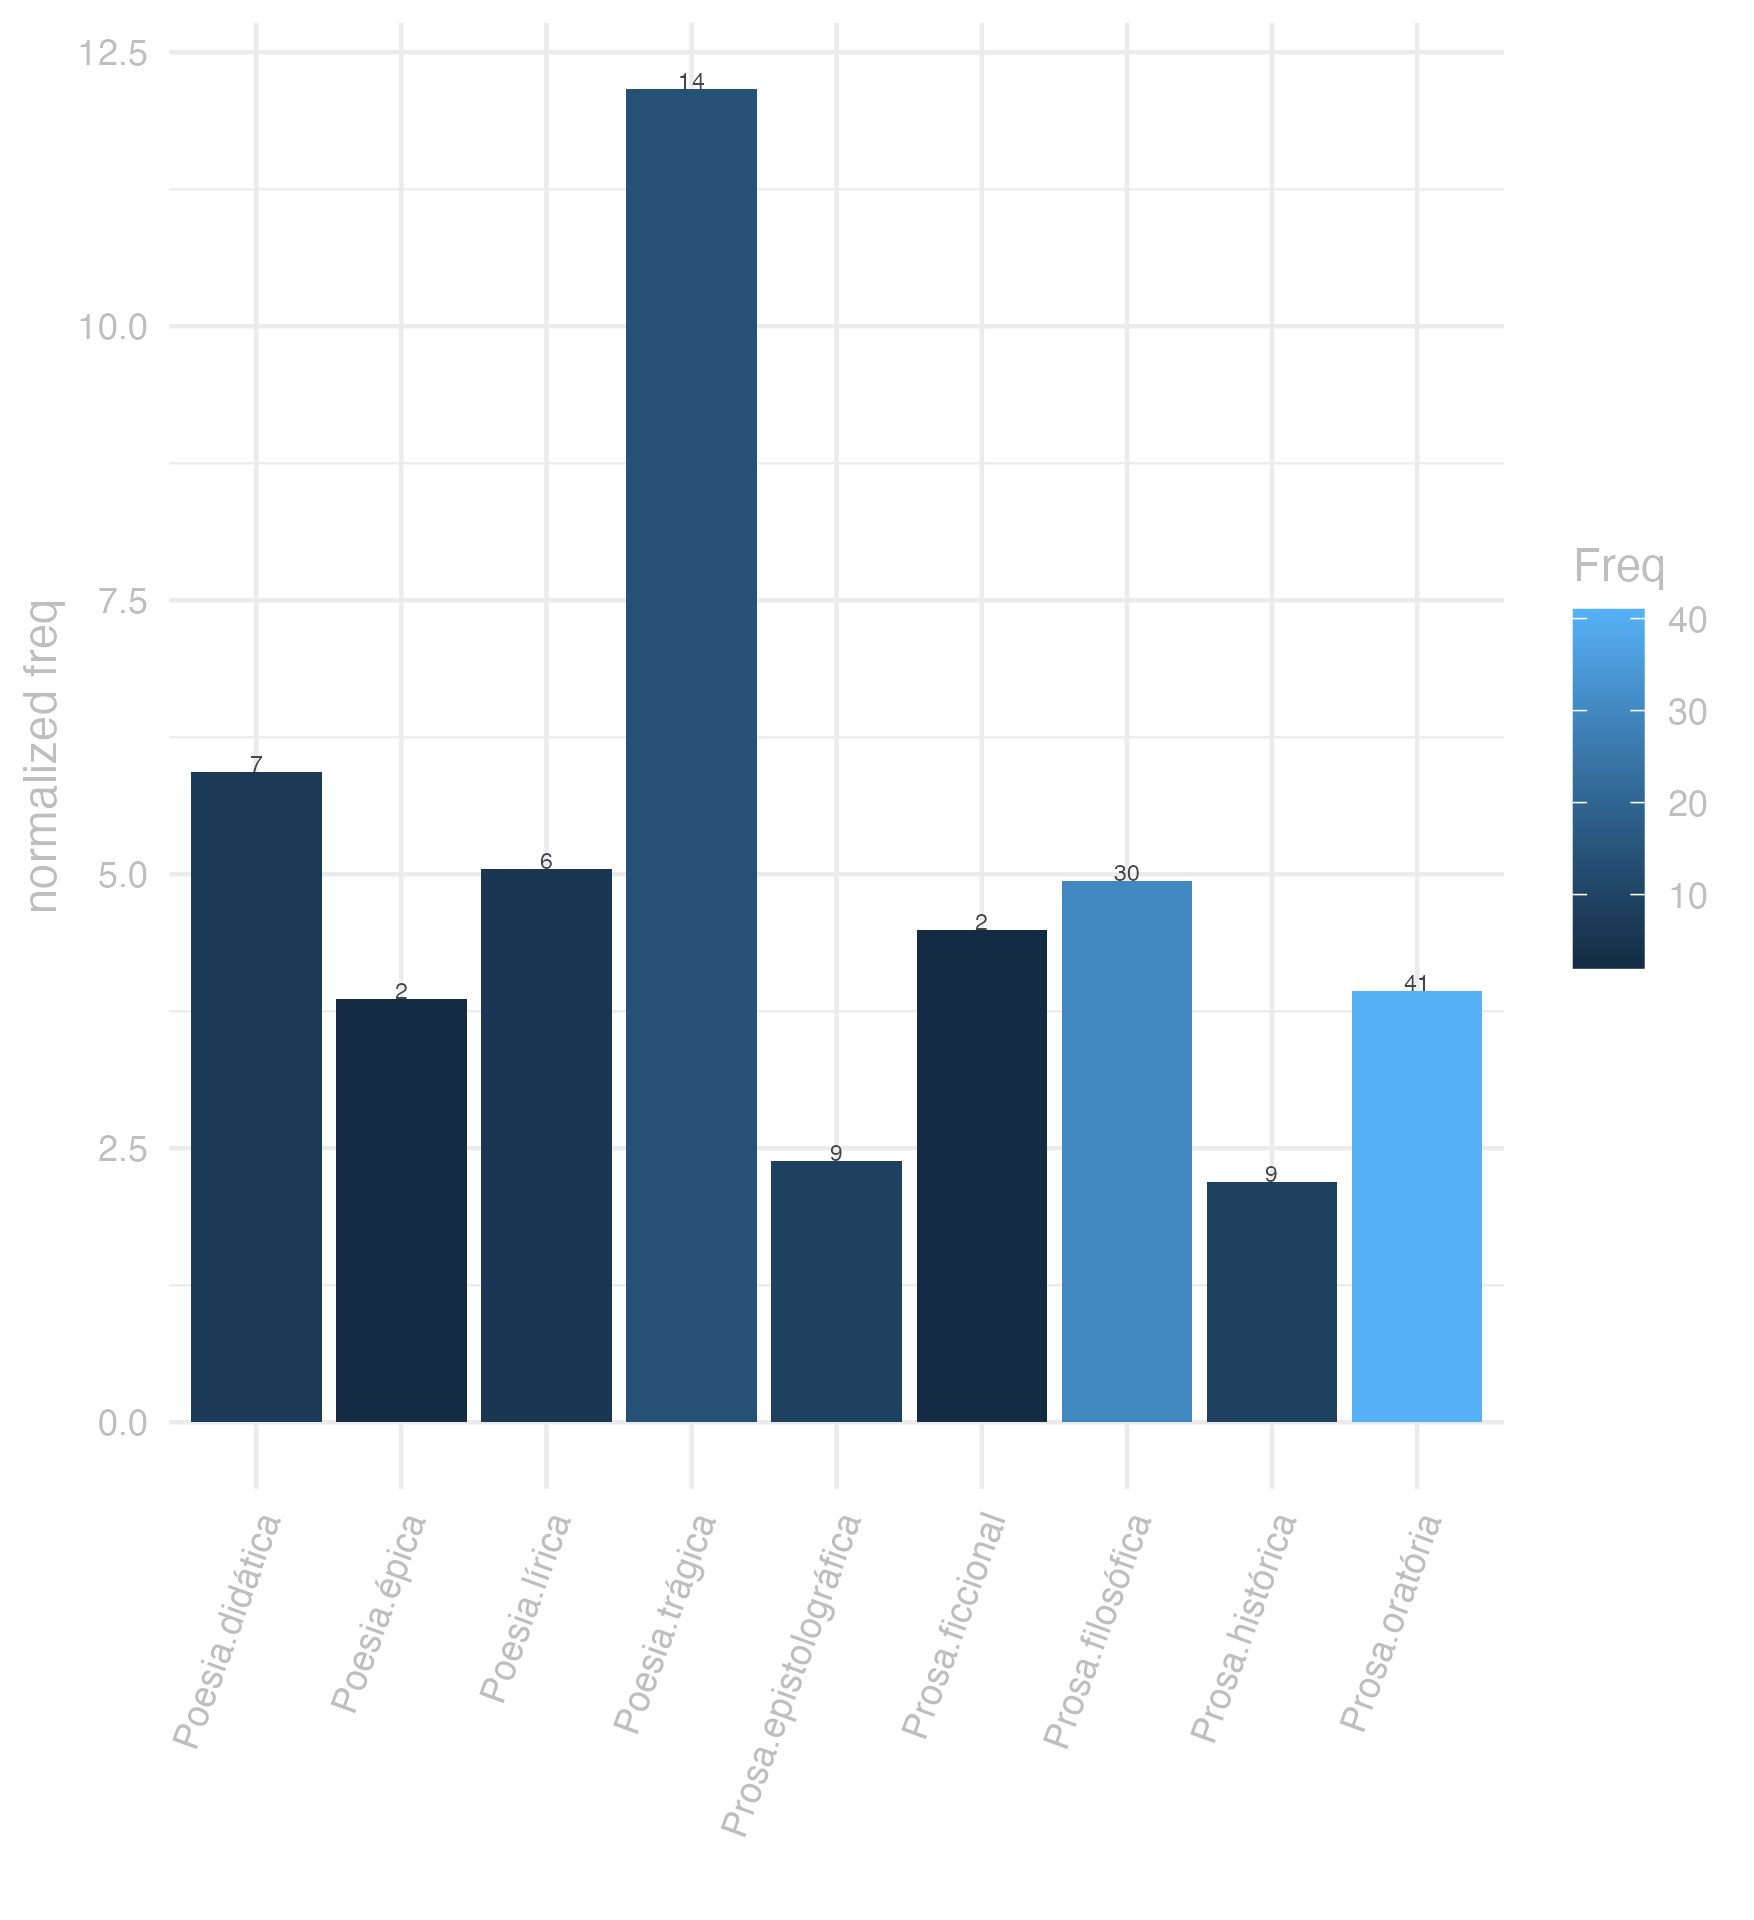 12.5
10.0
7.5
5.0
2.5
0.0
normalized freq
7
2
6
14
9
2
30
9
41
Poesia.didática
Poesia.épica
Poesia.lírica
Poesia.trágica
Prosa.epistolográfica
Prosa.ficcional
Prosa.filosófica
Prosa.histórica
Prosa.oratória
Freq
40
30
20
10